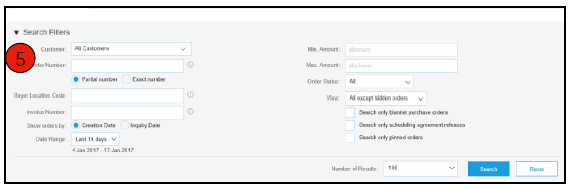 ▼ Search Filters
Customer: All Customers
5
Order Number:
Partial number Exact number
Buyer Location Code:
Invoice Number:
Show orders by: Creation Date Inquiry Date
Date Range: Last 14 days
4 Jan 2017 - 17 Jan 2017
Min. Amount: Minimum
Max. Amount: Maximum
Order Status: All
View: All except hidden orders
Search only blanket purchase orders
Search only scheduling agreement releases
Search only pinned orders
Number of Results: 100
Search Reset